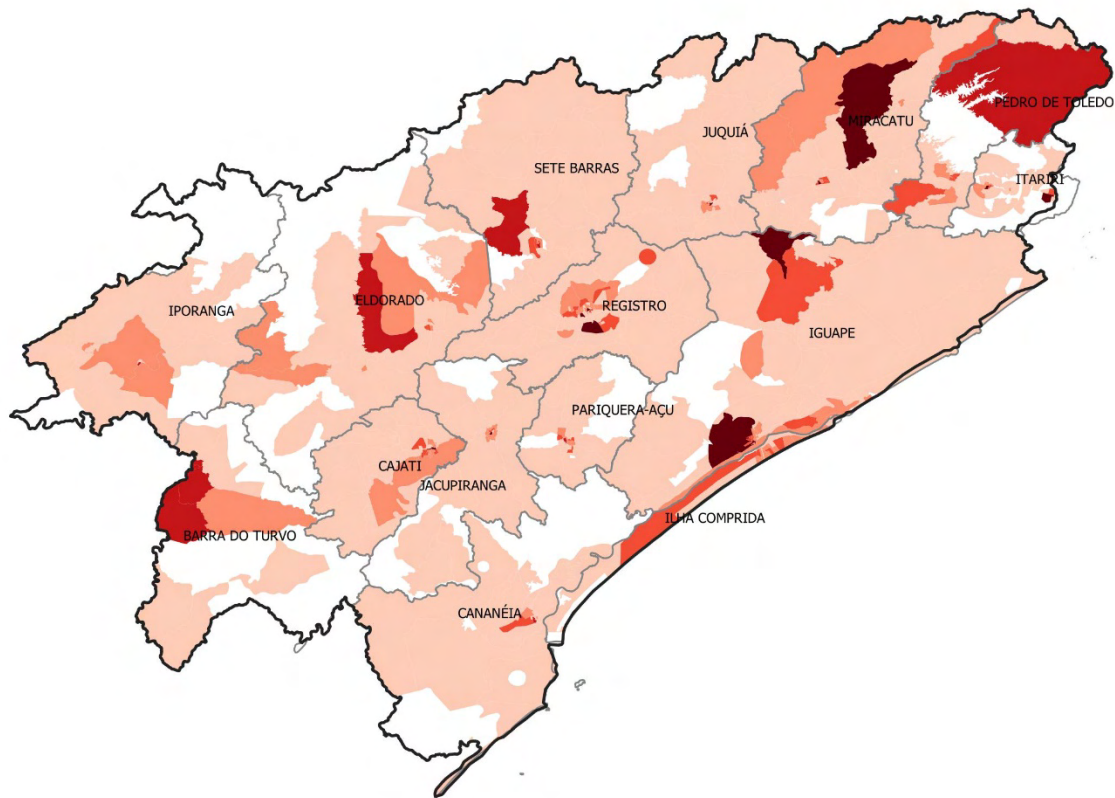 PEDRO DE TOLEDO
MIRACATU
JUQUIÁ
SETE BARRAS
ITARIRI
ELDORADO
REGISTRO
IPORANGA
IGUAPE
PARIQUERA-AÇU
CAJATI
JACUPIRANGA
ILHA COMPRIDA
BARRA DO TURVO
CANANÉIA